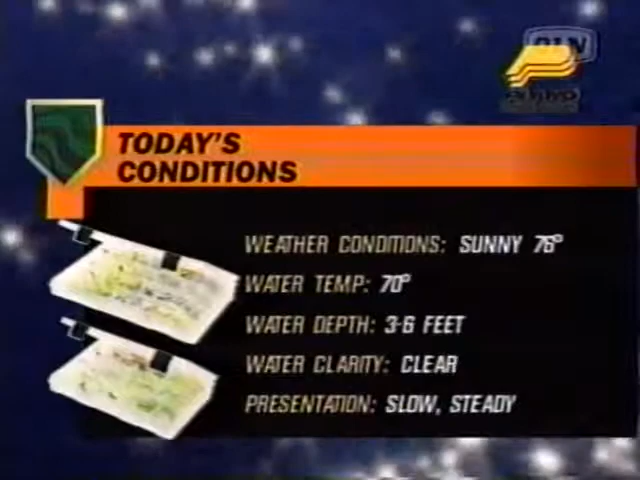 OLN
TODAY'S
CONDITIONS
WEATHER CONDITIONS: SUNNY 76°
WATER TEMP: 70°
WATER DEPTH: 3-6 FEET
WATER CLARITY: CLEAR
PRESENTATION: SLOW, STEADY